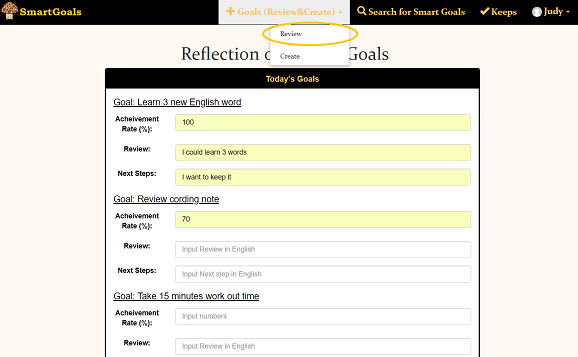 SmartGoals
Goals (Review&Create)
Search for Smart Goals
Keeps
Judy
Review
Create
Reflection o Goals
Today's Goals
Goal: Learn 3 new English word
Acheivement Rate (%):
100
Review:
I could learn 3 words
Next Steps:
I want to keep it
Goal: Review cording note
Acheivement Rate (%):
70
Review:
Input Review in English
Next Steps:
Input Next step in English
Goal: Take 15 minutes work out time
Acheivement Rate (%):
Input numbers
Review:
Input Review in English